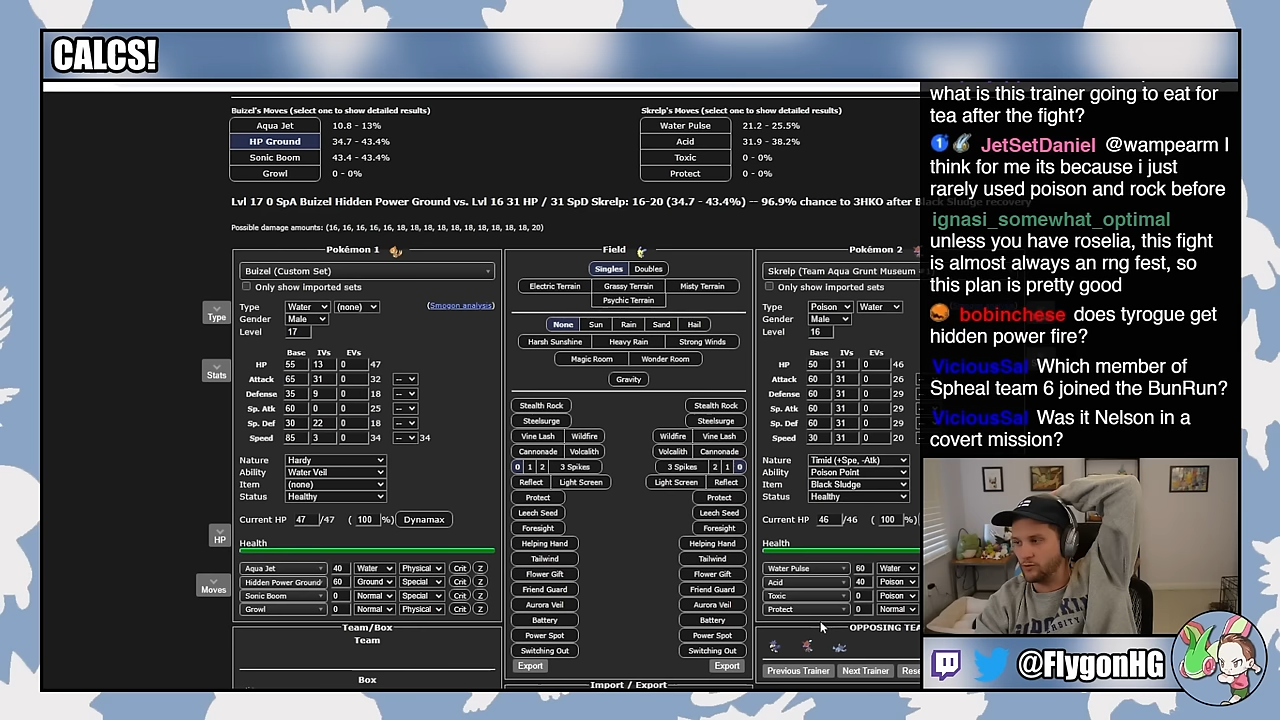 CALCS!
Buizel's Moves (select one to show detailed results)
Aqua Jet 10.8 - 13%
HP Ground 34.7 - 43.4%
Sonic Boom 43.4 - 43.4%
Growl 0 - 0%
Skrelp's Moves (select one to show detailed results)
Water Pulse 21.2 - 25.5%
Acid 31.9 - 38.2%
Toxic 0 - 0%
Protect 0 - 0%
Lvl 17 0 SpA Buizel Hidden Power Ground vs. Lvl 16 31 HP / 31 SpD Skrelp: 16-20 (34.7 - 43.4%) — 96.9% chance to 3HKO after Black Sludge recovery
Possible damage amounts: (16, 16, 16, 16, 16, 18, 18, 18, 18, 18, 18, 18, 18, 18, 18, 20)
Pokémon 1
Buizel (Custom Set)
Only show imported sets
Type Water (none) (Smogon analysis)
Gender Male
Level 17
Base IVs EVs
HP 55 13 0 47
Attack 65 31 0 32 --
Defense 35 9 0 18 --
Sp. Atk 60 0 0 25 --
Sp. Def 30 22 0 18 --
Speed 85 3 0 34 -- 34
Nature Hardy
Ability Water Veil
Item (none)
Status Healthy
Current HP 47 /47 ( 100 %) Dynamax
Health
Aqua Jet 40 Water Physical Crit Z
Hidden Power Ground 60 Ground Special Crit Z
Sonic Boom 0 Normal Special Crit Z
Growl 0 Normal Physical Crit Z
Team/Box
Team
Box
Type
Stats
HP
Moves
Field
Singles Doubles
Electric Terrain Grassy Terrain Misty Terrain
Psychic Terrain
None Sun Rain Sand Hail
Harsh Sunshine Heavy Rain Strong Winds
Magic Room Wonder Room
Gravity
Stealth Rock Stealth Rock
Steelsurge Steelsurge
Vine Lash Wildfire Wildfire Vine Lash
Cannonade Volcalith Volcalith Cannonade
0 1 2 3 Spikes 3 Spikes 2 1 0
Reflect Light Screen Light Screen Reflect
Protect Protect
Leech Seed Leech Seed
Foresight Foresight
Helping Hand Helping Hand
Tailwind Tailwind
Flower Gift Flower Gift
Friend Guard Friend Guard
Aurora Veil Aurora Veil
Battery Battery
Power Spot Power Spot
Switching Out Switching Out
Export Export
Import / Export
Pokémon 2
Skrelp (Team Aqua Grunt Museum
Only show imported sets
Type Poison Water
Gender Male
Level 16
Base IVs EVs
HP 50 31 0 46
Attack 60 31 0 26
Defense 60 31 0 29
Sp. Atk 60 31 0 29
Sp. Def 60 31 0 29
Speed 30 31 0 20
Nature Timid (+Spe, -Atk)
Ability Poison Point
Item Black Sludge
Status Healthy
Current HP 46 /46 ( 100 %)
Health
Water Pulse 60 Water
Acid 40 Poison
Toxic 0 Poison
Protect 0 Normal
OPPOSING TEA
Previous Trainer Next Trainer Rese
what is this trainer going to eat for
tea after the fight?
JetSetDaniel @wampearm I
think for me its because i just
rarely used poison and rock before
ignasi_somewhat_optimal
unless you have roselia, this fight
is almost always an rng fest, so
this plan is pretty good
bobinchese does tyrogue get
hidden power fire?
ViciousSal Which member of
Spheal team 6 joined the BunRun?
ViciousSal Was it Nelson in a
covert mission?
@FlygonHG